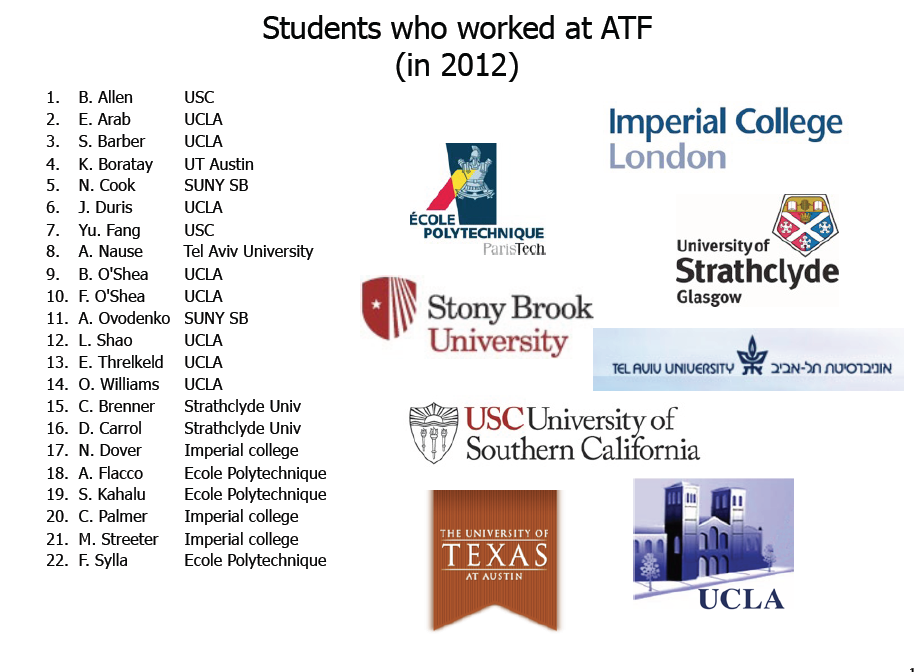 Students who worked at ATF
(in 2012)
1. B. Allen USC
2. E. Arab UCLA
3. S. Barber UCLA
4. K. Boratay UT Austin
5. N. Cook SUNY SB
6. J. Duris UCLA
7. Yu. Fang USC
8. A. Nause Tel Aviv University
9. B. O'Shea UCLA
10. F. O'Shea UCLA
11. A. Ovodenko SUNY SB
12. L. Shao UCLA
13. E. Threlkeld UCLA
14. O. Williams UCLA
15. C. Brenner Strathclyde Univ
16. D. Carrol Strathclyde Univ
17. N. Dover Imperial college
18. A. Flacco Ecole Polytechnique
19. S. Kahalu Ecole Polytechnique
20. C. Palmer Imperial college
21. M. Streeter Imperial college
22. F. Sylla Ecole Polytechnique
Imperial College
London
ÉCOLE
POLYTECHNIQUE
ParisTech
University of
Strathclyde
Glasgow
Stony Brook
University
TEL AVIV UNIVERSITY אוניברסיטת תל-אביב
USC University of
Southern California
THE UNIVERSITY OF
TEXAS
AT AUSTIN
UCLA